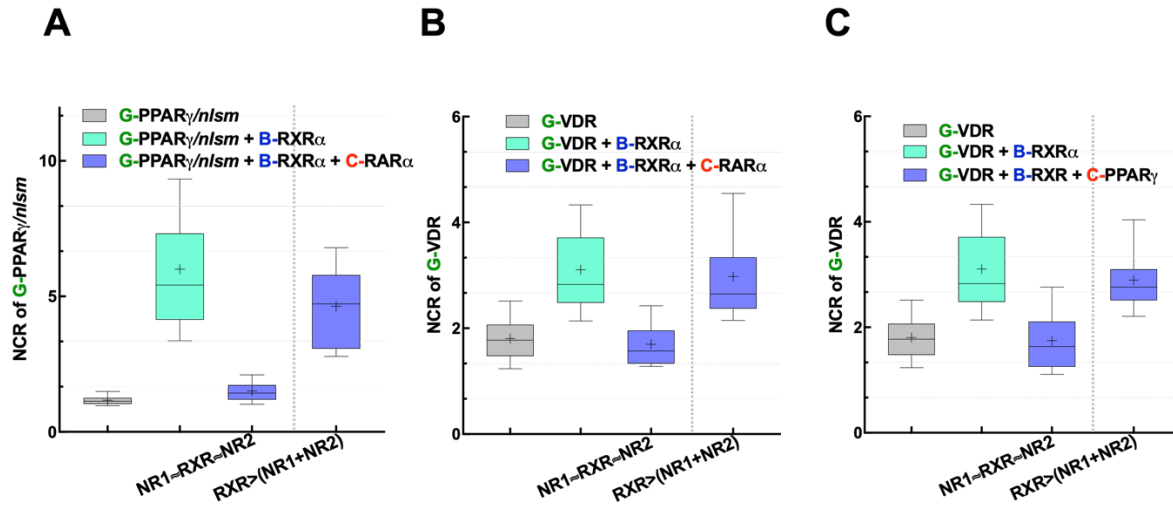 A
G-PPARγ/nlsm
G-PPARγ/nlsm + B-RXRα
G-PPARγ/nlsm + B-RXRα + C-RARα
NCR of G-PPARγ/nlsm
10
5
0
NR1≈RXR≈NR2
RXR>(NR1+NR2)
B
G-VDR
G-VDR + B-RXRα
G-VDR + B-RXRα + C-RARα
NCR of G-VDR
6
4
2
0
NR1≈RXR≈NR2
RXR>(NR1+NR2)
C
G-VDR
G-VDR + B-RXRα
G-VDR + B-RXR + C-PPARγ
NCR of G-VDR
6
4
2
0
NR1≈RXR≈NR2
RXR>(NR1+NR2)